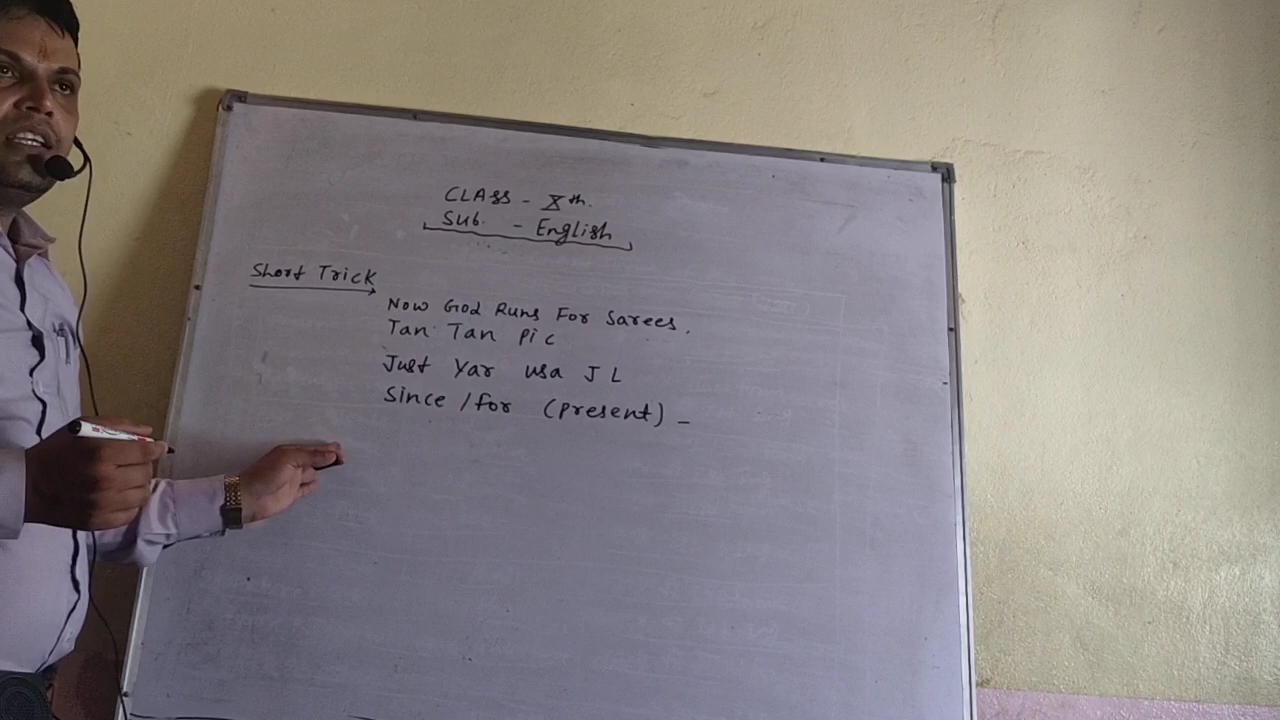 CLASS - Xth.
Sub. - English
Short Trick
Now God Runs For Sarees.
Tan Tan Pic
Just Yar usa J L
Since / for (present) -